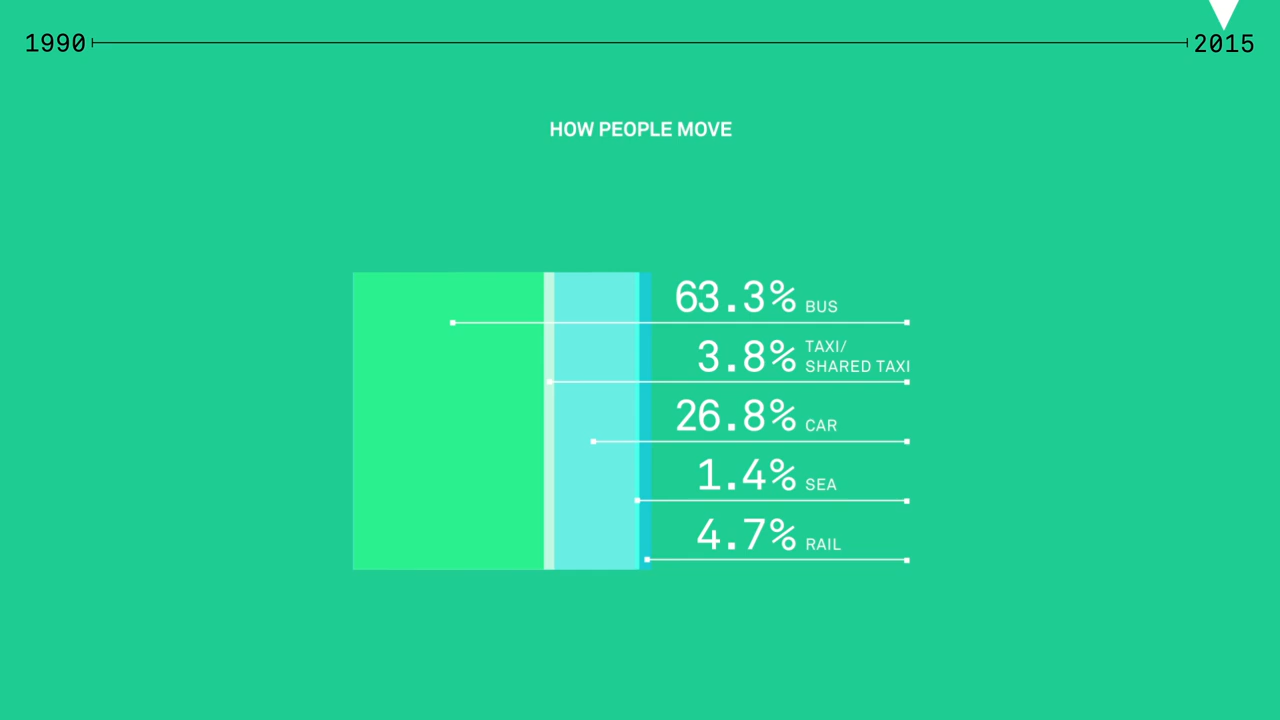 1990
2015
HOW PEOPLE MOVE
63.3% BUS
3.8% TAXI/
SHARED TAXI
26.8% CAR
1.4% SEA
4.7% RAIL